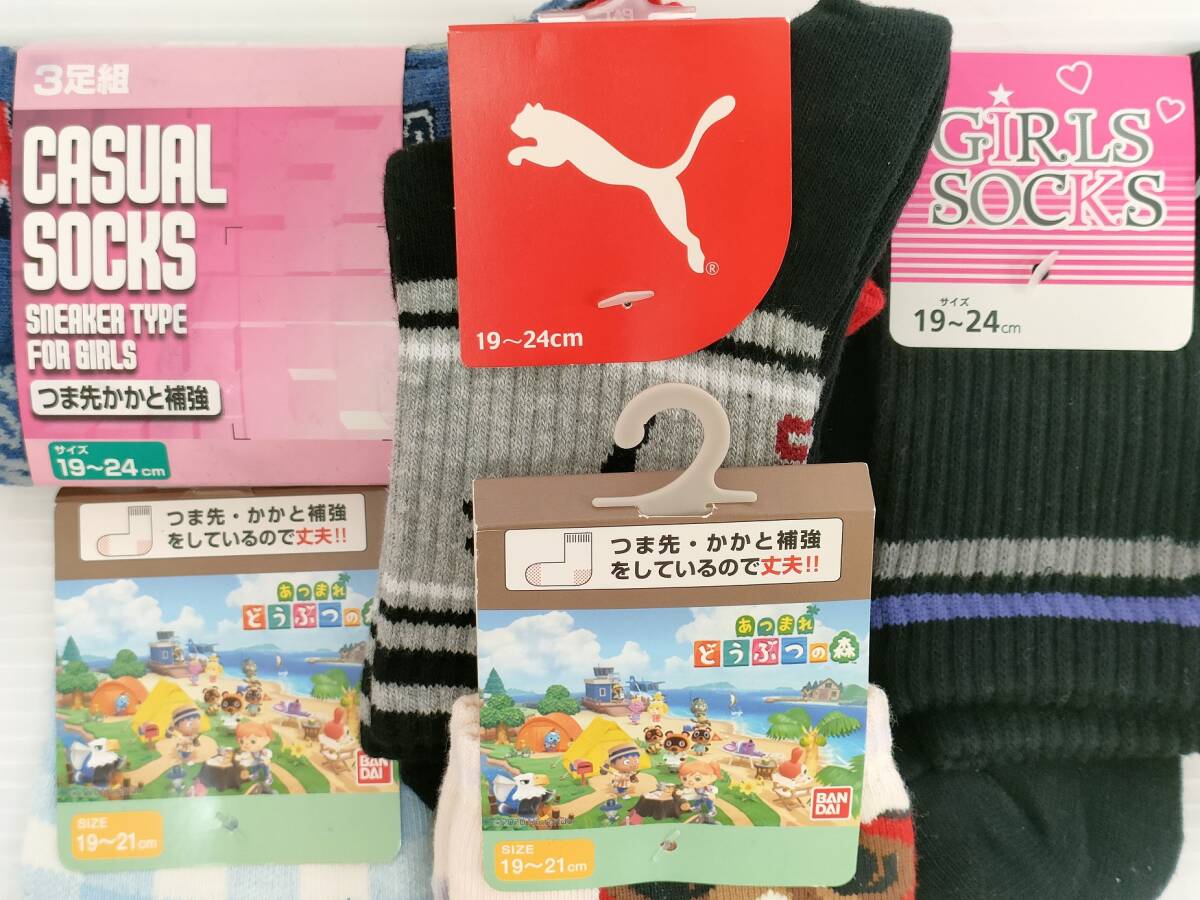 3足組
CASUAL
SOCKS
SNEAKER TYPE
FOR GIRLS
つま先かかと補強
サイズ
19～24cm
®
19～24cm
GiRLS
SOCKS
サイズ
19～24cm
つま先・かかと補強
をしているので丈夫!!
あつまれ
どうぶつの森
BAN
DAI
SIZE
19～21cm
つま先・かかと補強
をしているので丈夫!!
あつまれ
どうぶつの森
BAN
DAI
SIZE
19～21cm